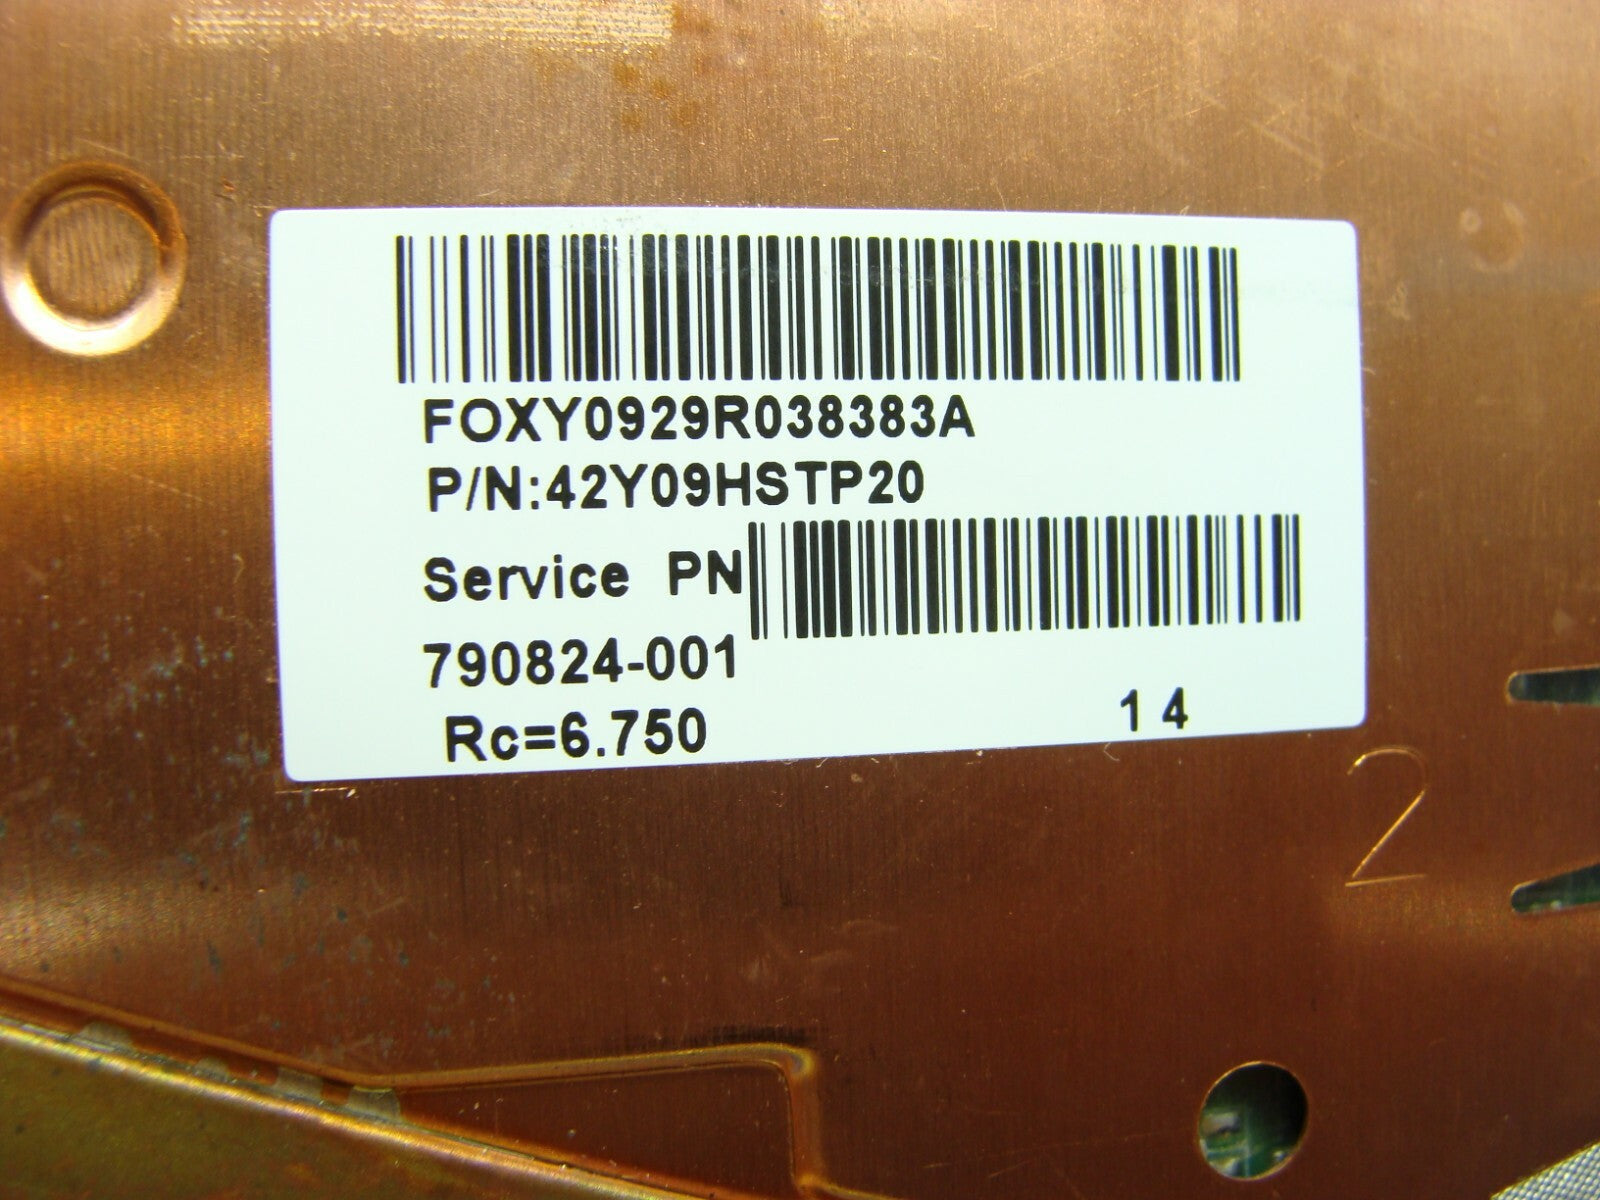 FOXY0929R038383A
P/N:42Y09HSTP20
Service PN
790824-001
Rc=6.750
14
2